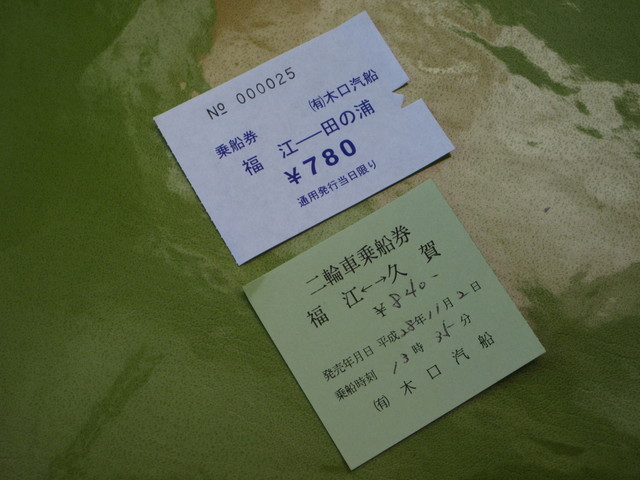 № 000025
(有)木口汽船
乗船券
福 江―田の浦
¥780
通用発行当日限り
二輪車乗船券
福 江←→久 賀
¥840-
発売年月日 平成28年11月2日
乗船時刻 13時35分
(有) 木口汽船